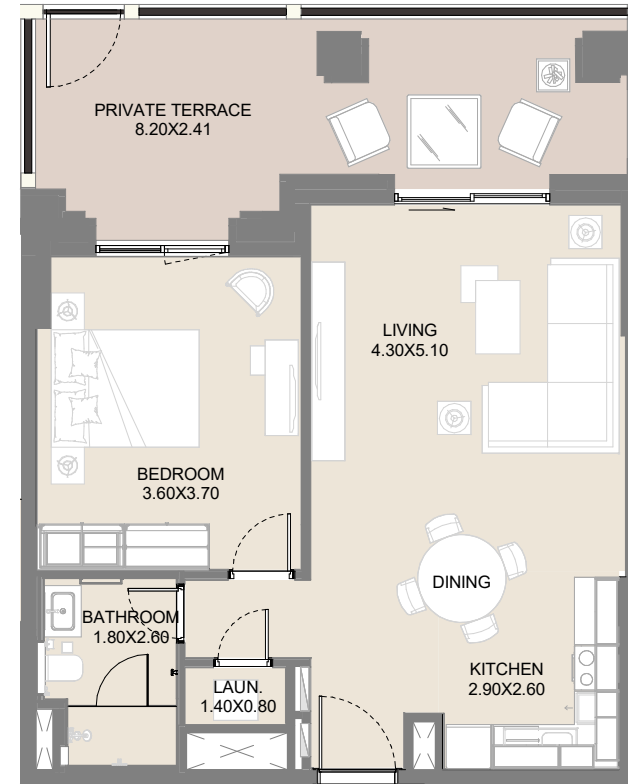 PRIVATE TERRACE
8.20X2.41
LIVING
4.30X5.10
BEDROOM
3.60X3.70
DINING
BATHROOM
1.80X2.60
KITCHEN
2.90X2.60
LAUN.
1.40X0.80